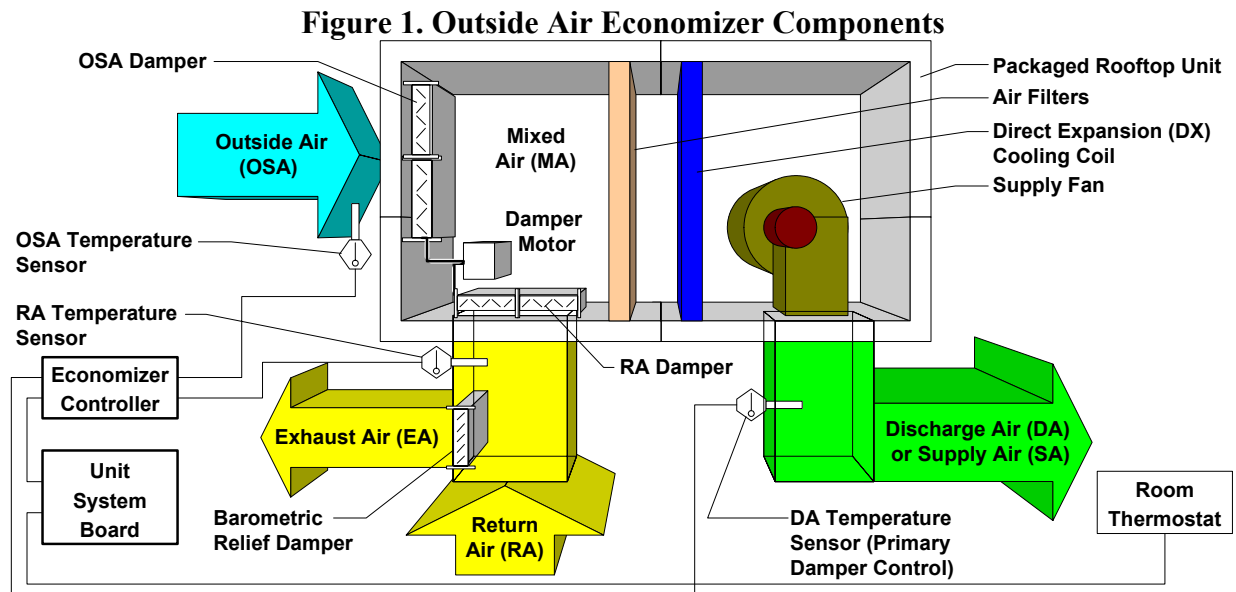 Figure 1. Outside Air Economizer Components
OSA Damper
Packaged Rooftop Unit
Air Filters
Direct Expansion (DX)
Cooling Coil
Supply Fan
Outside Air
(OSA)
Mixed
Air (MA)
Damper
Motor
OSA Temperature
Sensor
RA Temperature
Sensor
RA Damper
Economizer
Controller
Exhaust Air (EA)
Discharge Air (DA)
or Supply Air (SA)
Unit
System
Board
Barometric
Relief Damper
Return
Air (RA)
DA Temperature
Sensor (Primary
Damper Control)
Room
Thermostat